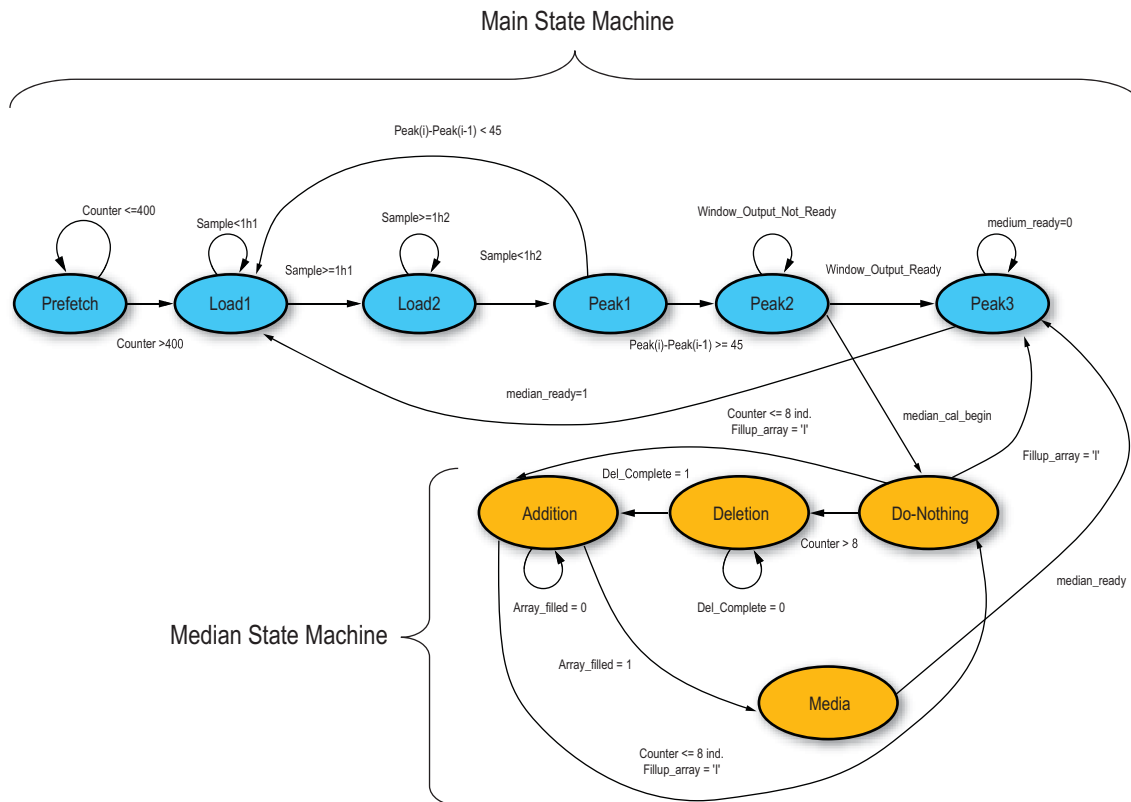 Main State Machine
Peak(i)-Peak(i-1) < 45
Counter <=400
Sample<1h1
Sample>=1h2
Window_Output_Not_Ready
medium_ready=0
Sample>=1h1
Sample<1h2
Window_Output_Ready
Prefetch
Load1
Load2
Peak1
Peak2
Peak3
Counter >400
Peak(i)-Peak(i-1) >= 45
median_ready=1
Counter <= 8 ind.
Fillup_array = 'I'
median_cal_begin
Fillup_array = 'I'
Del_Complete = 1
Addition
Deletion
Do-Nothing
Counter > 8
Array_filled = 0
Del_Complete = 0
median_ready
Median State Machine
Array_filled = 1
Media
Counter <= 8 ind.
Fillup_array = 'I'